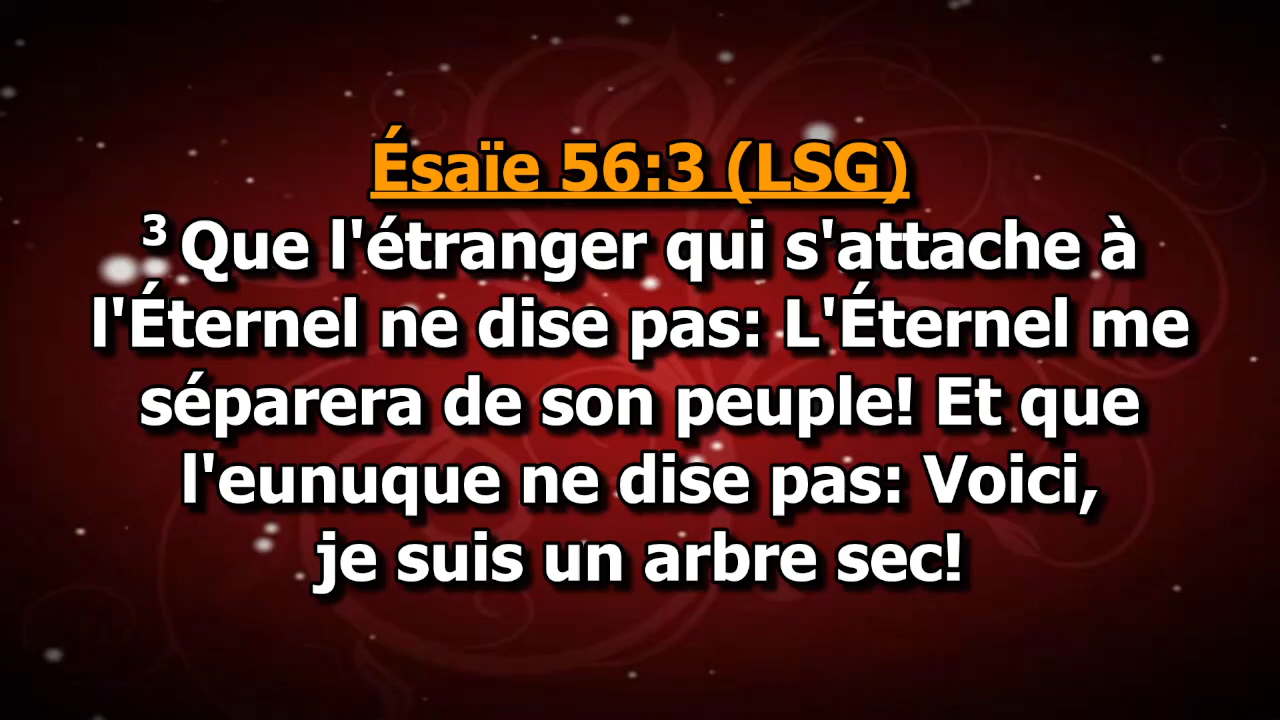 Ésaïe 56:3 (LSG)
3 Que l'étranger qui s'attache à
l'Éternel ne dise pas: L'Éternel me
séparera de son peuple! Et que
l'eunuque ne dise pas: Voici,
je suis un arbre sec!